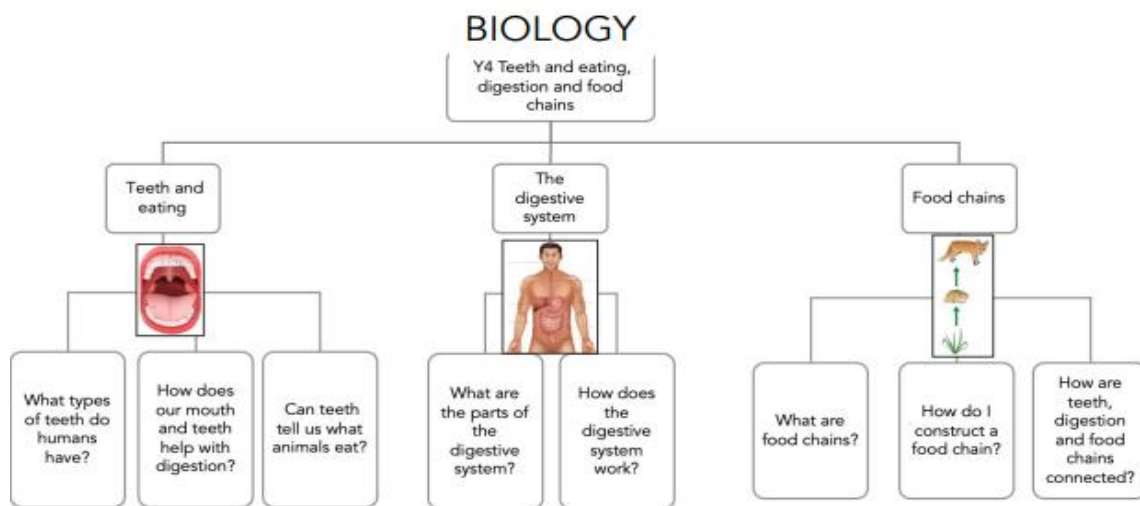 BIOLOGY
Y4 Teeth and eating,
digestion and food
chains
Teeth and
eating
The
digestive
system
Food chains
What types
of teeth do
humans
have?
How does
our mouth
and teeth
help with
digestion?
Can teeth
tell us what
animals eat?
What are
the parts of
the
digestive
system?
How does
the
digestive
system
work?
What are
food chains?
How do I
construct a
food chain?
How are
teeth,
digestion
and food
chains
connected?